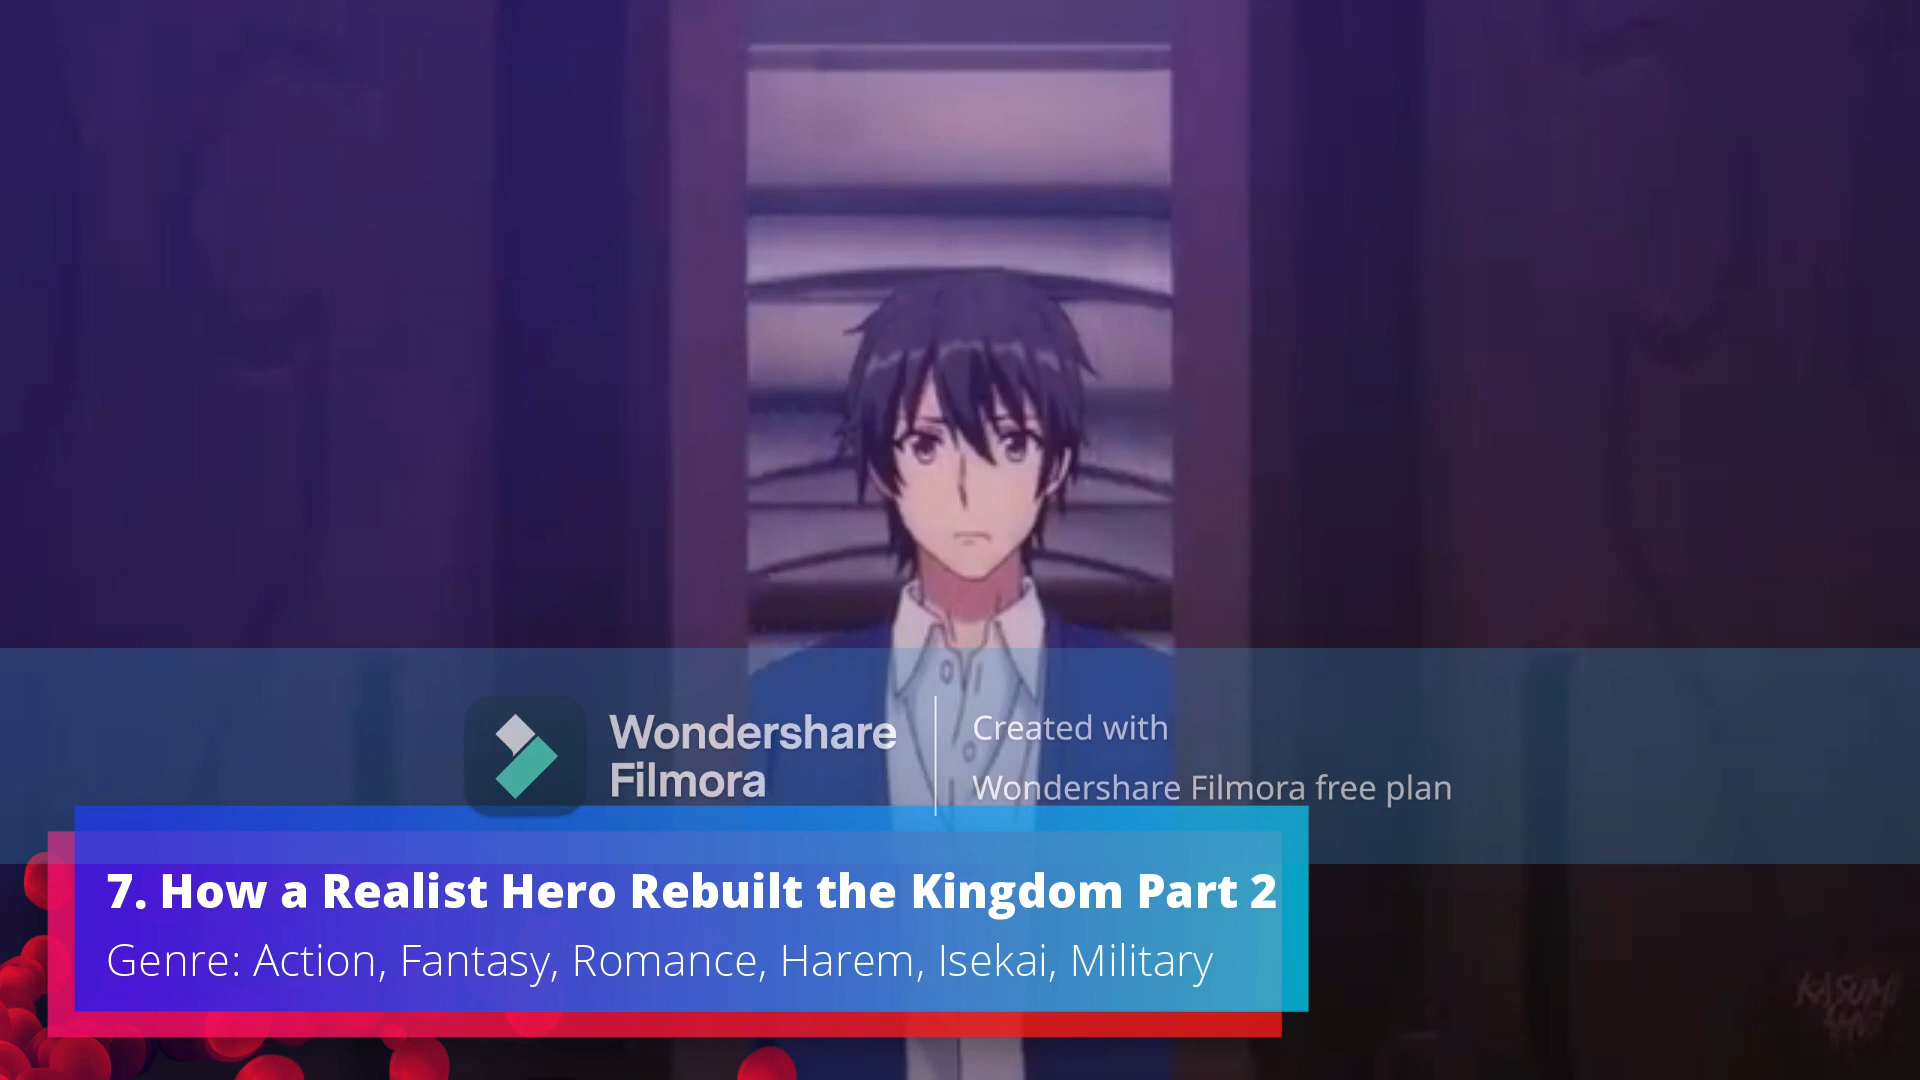 Wondershare
Filmora
Created with
Wondershare Filmora free plan
7. How a Realist Hero Rebuilt the Kingdom Part 2
Genre: Action, Fantasy, Romance, Harem, Isekai, Military